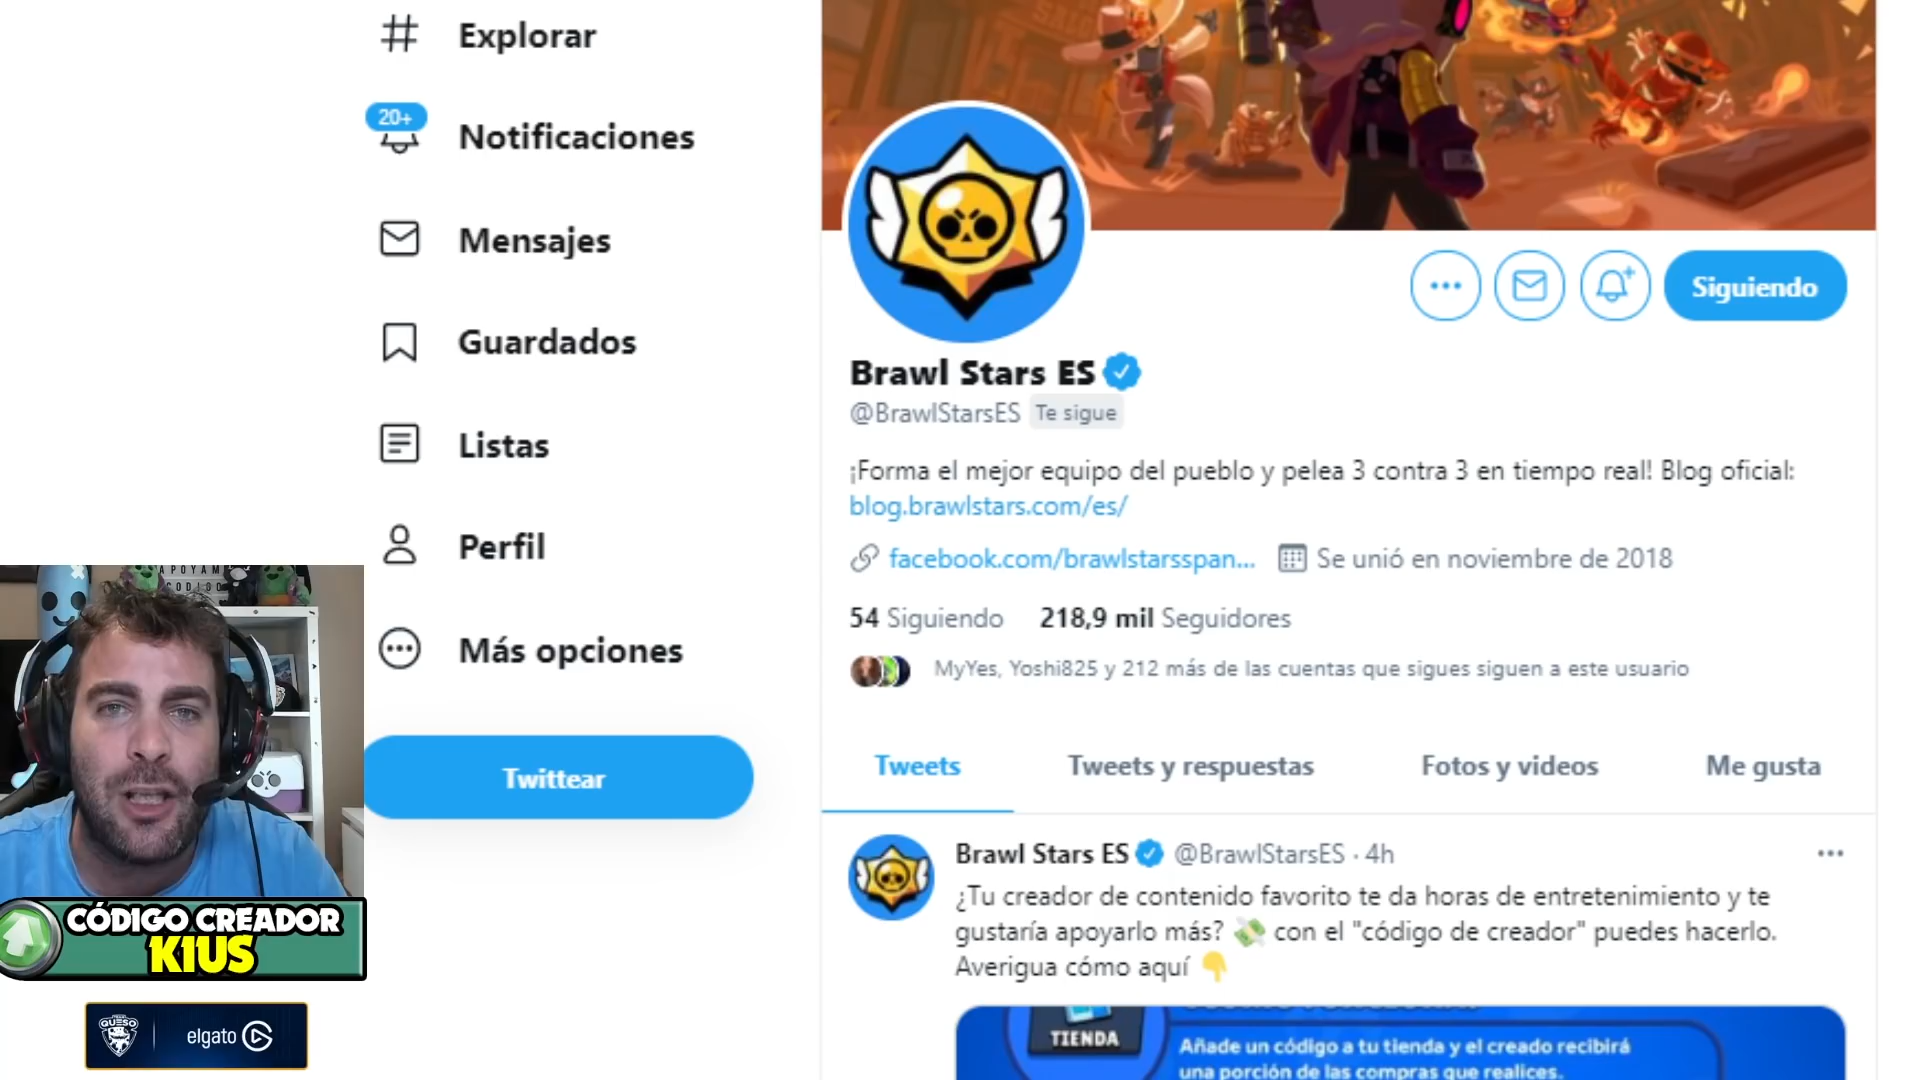 Explorar
20+
Notificaciones
Mensajes
Guardados
Listas
Perfil
Más opciones
Twittear
Siguiendo
Brawl Stars ES
@BrawlStarsES Te sigue
¡Forma el mejor equipo del pueblo y pelea 3 contra 3 en tiempo real! Blog oficial:
blog.brawlstars.com/es/
facebook.com/brawlstarsspan... Se unió en noviembre de 2018
54 Siguiendo 218,9 mil Seguidores
MyYes, Yoshi825 y 212 más de las cuentas que sigues siguen a este usuario
Tweets Tweets y respuestas Fotos y videos Me gusta
Brawl Stars ES @BrawlStarsES · 4h
¿Tu creador de contenido favorito te da horas de entretenimiento y te
gustaría apoyarlo más? 💸 con el "código de creador" puedes hacerlo.
Averigua cómo aquí 👇
TIENDA
Añade un código a tu tienda y el creado recibirá
una porción de las compras que realices.
APOYAM
CODIGO
CÓDIGO CREADOR
KIUS
QUESO
elgato